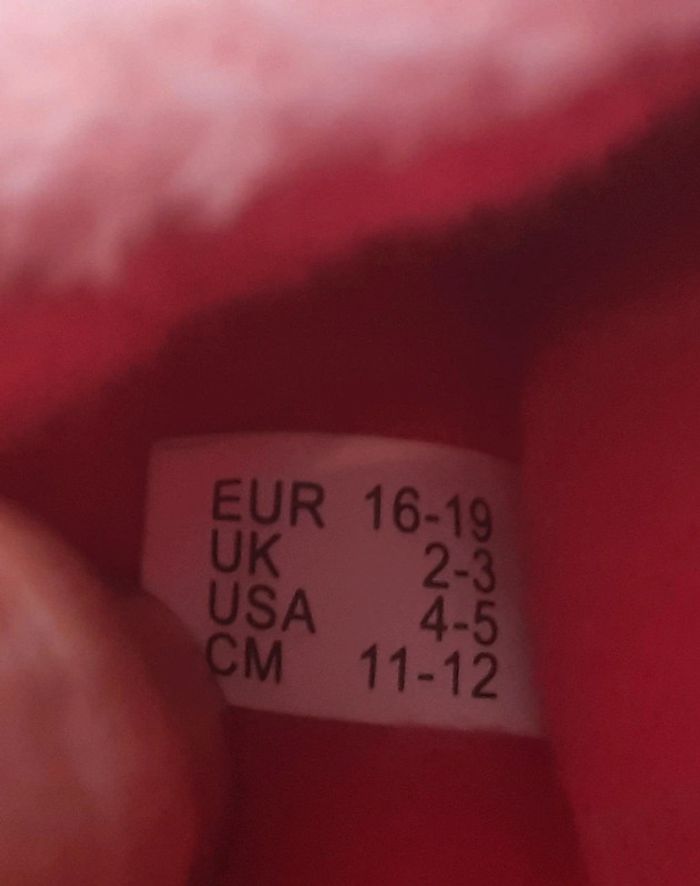 EUR 16-19
UK 2-3
USA 4-5
CM 11-12